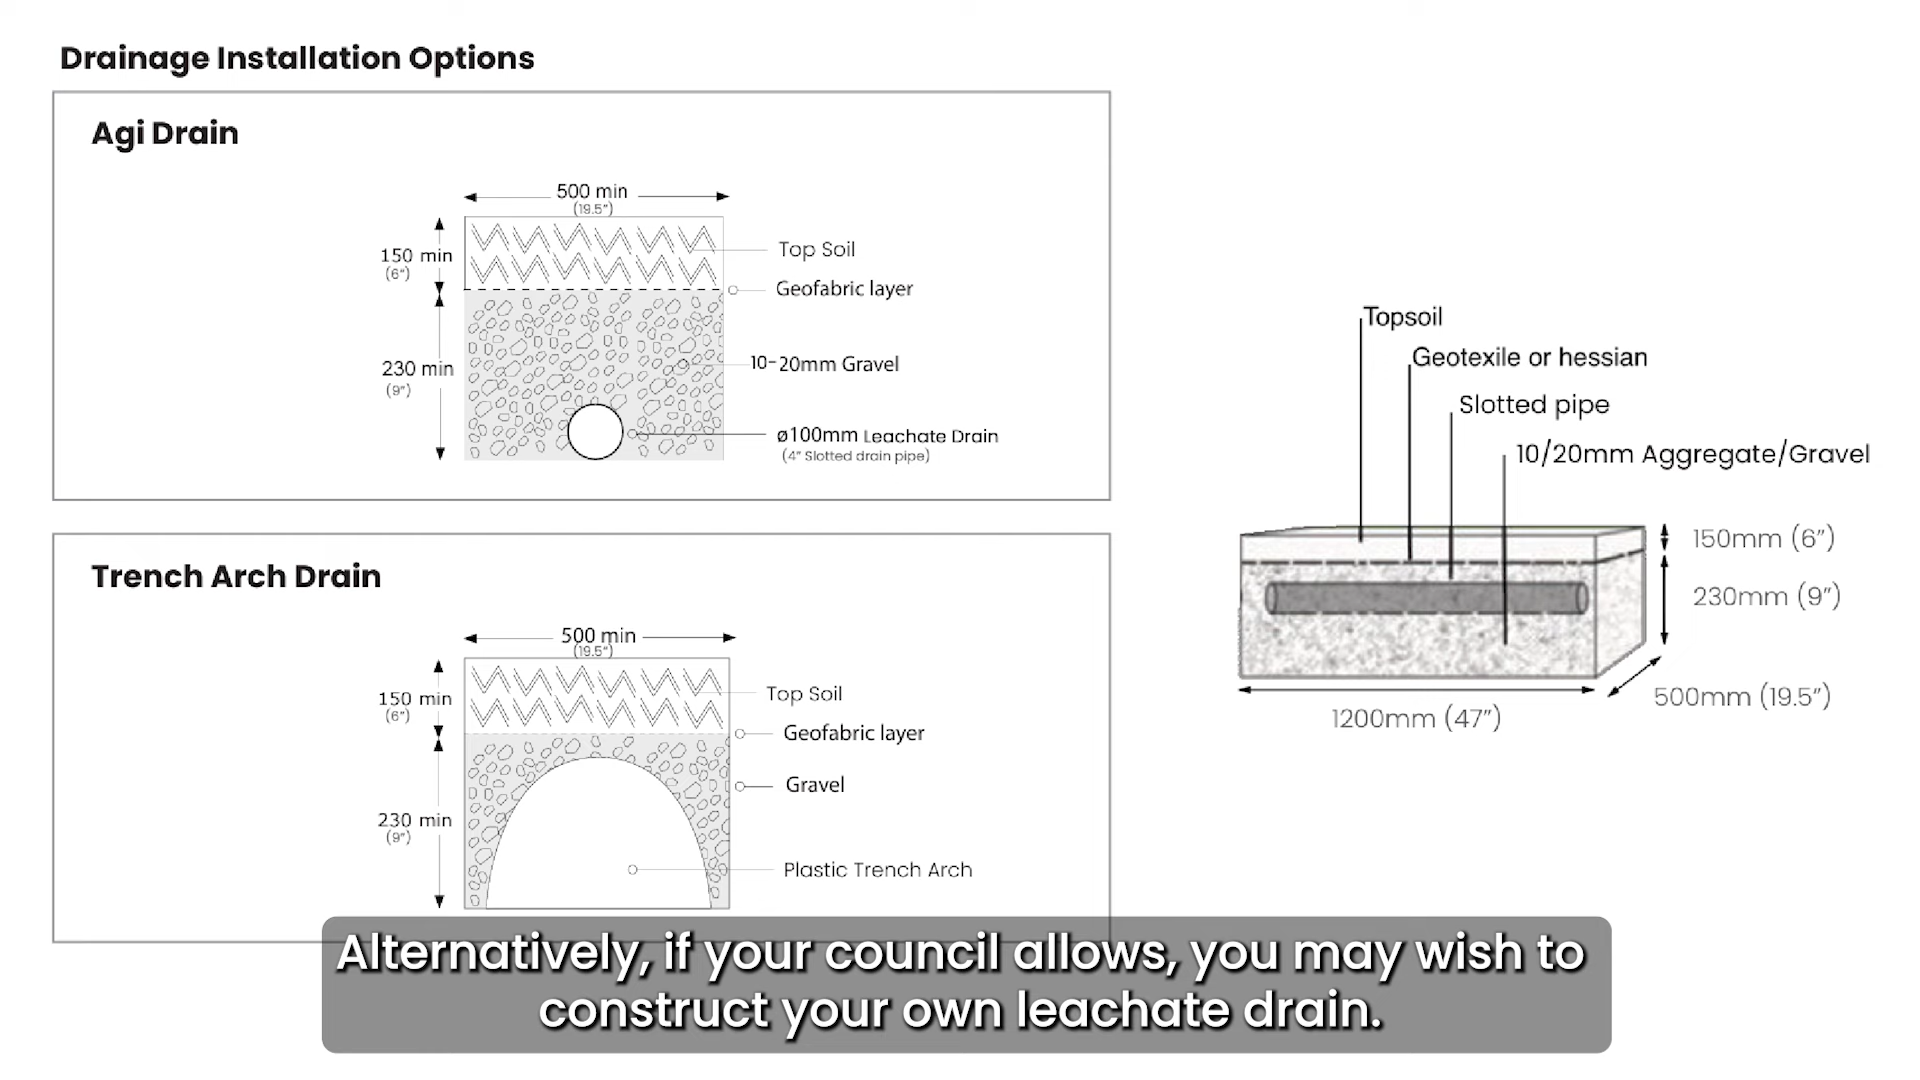 Drainage Installation Options
Agi Drain
500 min
(19.5")
150 min
(6")
Top Soil
Geofabric layer
230 min
(9")
10-20mm Gravel
ø100mm Leachate Drain
(4" Slotted drain pipe)
Trench Arch Drain
500 min
(19.5")
150 min
(6")
Top Soil
Geofabric layer
Gravel
230 min
(9")
Plastic Trench Arch
Topsoil
Geotexile or hessian
Slotted pipe
10/20mm Aggregate/Gravel
150mm (6")
230mm (9")
500mm (19.5")
1200mm (47")
Alternatively, if your council allows, you may wish to
construct your own leachate drain.